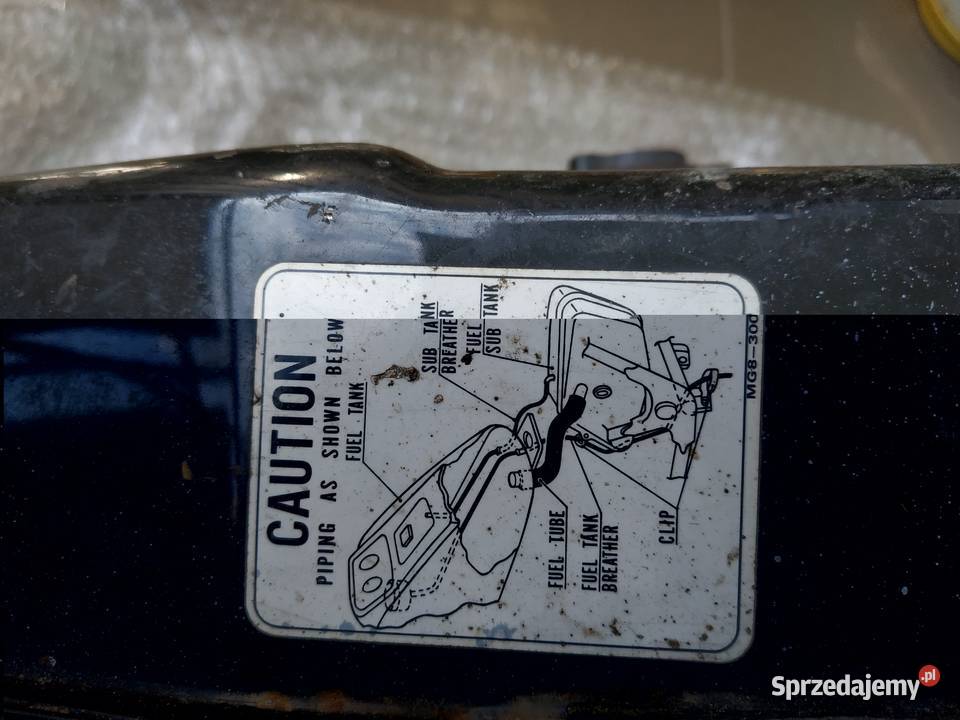 CAUTION
PIPING AS SHOWN BELOW
FUEL TANK
SUB TANK
BREATHER
FUEL
SUB TANK
FUEL TUBE
FUEL TANK
BREATHER
CLIP
MG8-300
Sprzedajemy.pl